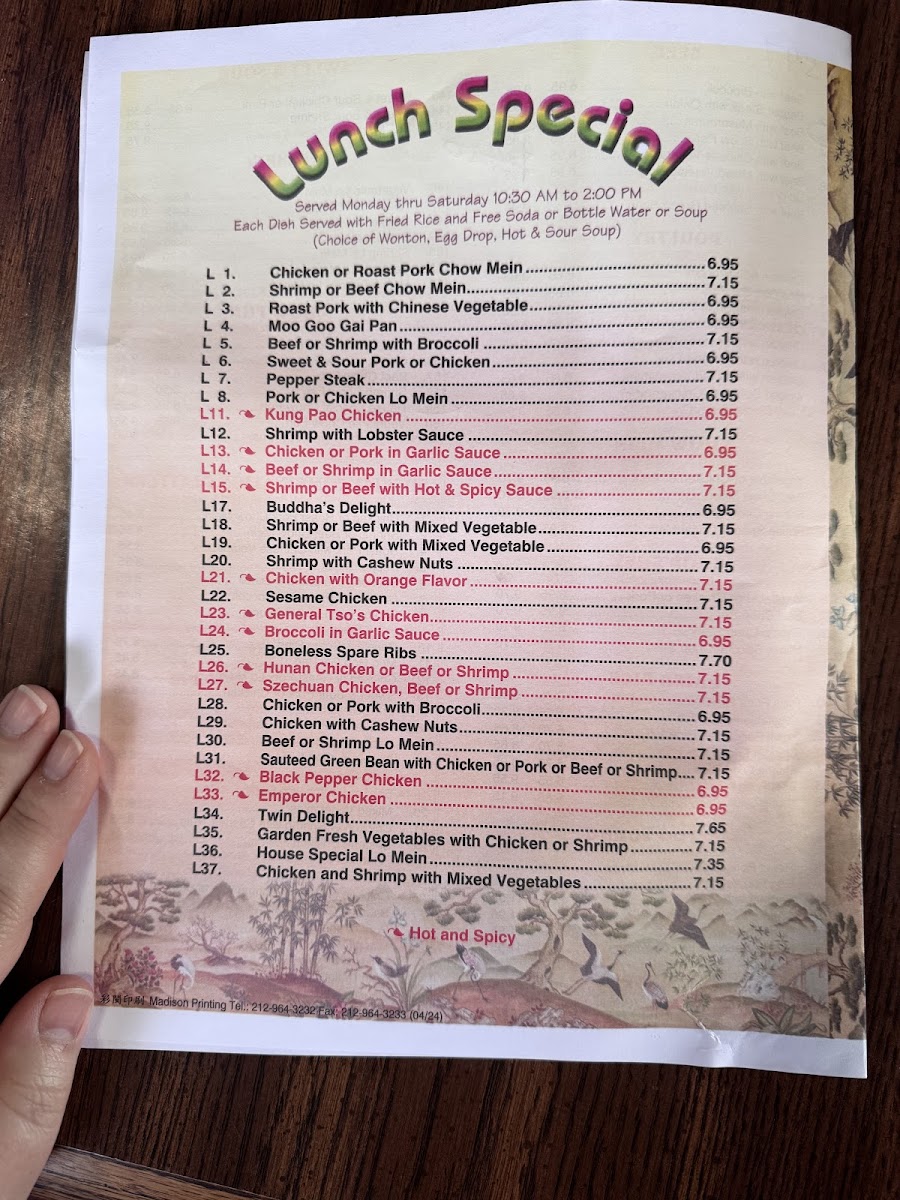 Lunch Special
Served Monday thru Saturday 10:30 AM to 2:00 PM
Each Dish Served with Fried Rice and Free Soda or Bottle Water or Soup
(Choice of Wonton, Egg Drop, Hot & Sour Soup)
L 1. Chicken or Roast Pork Chow Mein 6.95
L 2. Shrimp or Beef Chow Mein 7.15
L 3. Roast Pork with Chinese Vegetable 6.95
L 4. Moo Goo Gai Pan 6.95
L 5. Beef or Shrimp with Broccoli 7.15
L 6. Sweet & Sour Pork or Chicken 6.95
L 7. Pepper Steak 7.15
L 8. Pork or Chicken Lo Mein 6.95
L11. Kung Pao Chicken 6.95
L12. Shrimp with Lobster Sauce 7.15
L13. Chicken or Pork in Garlic Sauce 6.95
L14. Beef or Shrimp in Garlic Sauce 7.15
L15. Shrimp or Beef with Hot & Spicy Sauce 7.15
L17. Buddha's Delight 6.95
L18. Shrimp or Beef with Mixed Vegetable 7.15
L19. Chicken or Pork with Mixed Vegetable 6.95
L20. Shrimp with Cashew Nuts 7.15
L21. Chicken with Orange Flavor 7.15
L22. Sesame Chicken 7.15
L23. General Tso's Chicken 7.15
L24. Broccoli in Garlic Sauce 6.95
L25. Boneless Spare Ribs 7.70
L26. Hunan Chicken or Beef or Shrimp 7.15
L27. Szechuan Chicken, Beef or Shrimp 7.15
L28. Chicken or Pork with Broccoli 6.95
L29. Chicken with Cashew Nuts 7.15
L30. Beef or Shrimp Lo Mein 7.15
L31. Sauteed Green Bean with Chicken or Pork or Beef or Shrimp 7.15
L32. Black Pepper Chicken 6.95
L33. Emperor Chicken 6.95
L34. Twin Delight 7.65
L35. Garden Fresh Vegetables with Chicken or Shrimp 7.15
L36. House Special Lo Mein 7.35
L37. Chicken and Shrimp with Mixed Vegetables 7.15
Hot and Spicy
Madison Printing Tel.: 212-964-3232 Fax: 212-964-3233 (04/24)